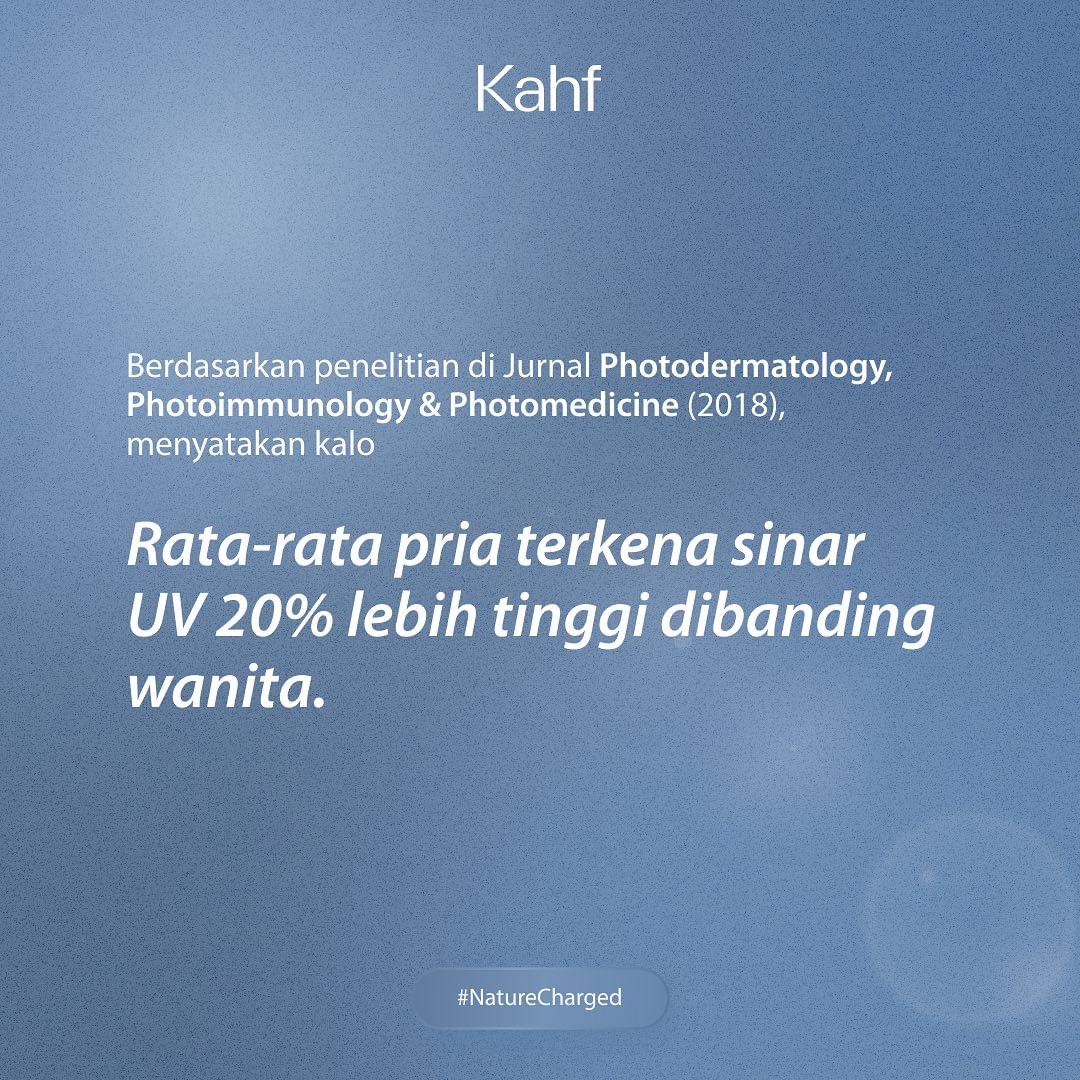 Kahf
Berdasarkan penelitian di Jurnal Photodermatology,
Photoimmunology & Photomedicine (2018),
menyatakan kalo
Rata-rata pria terkena sinar
UV 20% lebih tinggi dibanding
wanita.
#NatureCharged